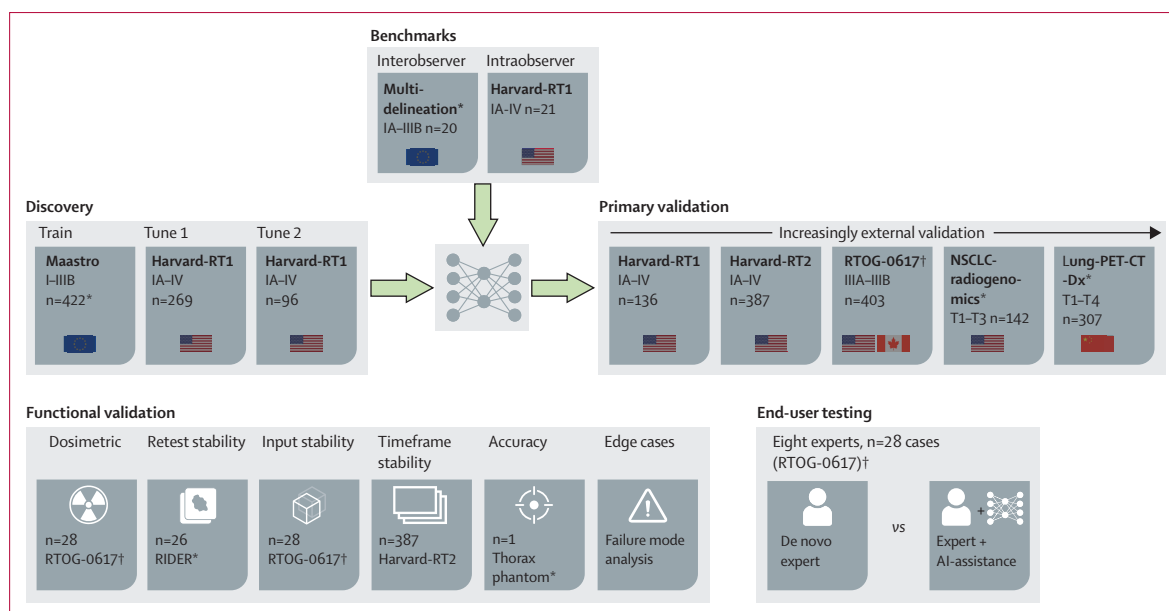 Benchmarks
Interobserver
Intraobserver
Multi-
delineation*
IA–IIIB n=20
Harvard-RT1
IA-IV n=21
Discovery
Train
Tune 1
Tune 2
Maastro
I–IIIB
n=422*
Harvard-RT1
IA–IV
n=269
Harvard-RT1
IA–IV
n=96
Primary validation
Increasingly external validation
Harvard-RT1
IA–IV
n=136
Harvard-RT2
IA–IV
n=387
RTOG-0617†
IIIA–IIIB
n=403
NSCLC-
radiogeno-
mics*
T1–T3 n=142
Lung-PET-CT
-Dx*
T1–T4
n=307
Functional validation
Dosimetric
Retest stability
Input stability
Timeframe
stability
Accuracy
Edge cases
n=28
RTOG-0617†
n=26
RIDER*
n=28
RTOG-0617†
n=387
Harvard-RT2
n=1
Thorax
phantom*
Failure mode
analysis
End-user testing
Eight experts, n=28 cases
(RTOG-0617)†
De novo
expert
vs
+
Expert +
AI-assistance